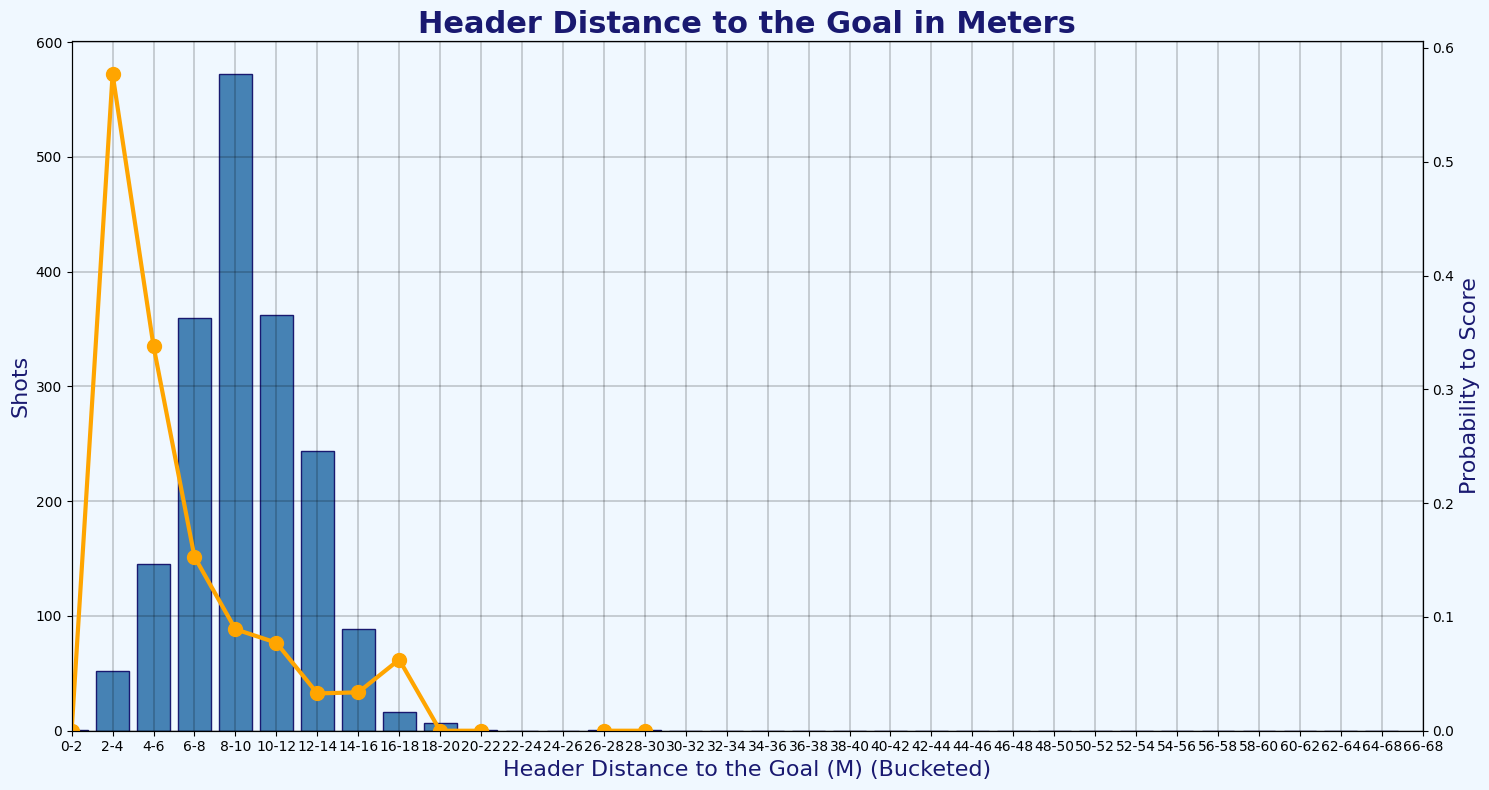 Header Distance to the Goal in Meters
600
500
400
300
200
100
0
Shots
0.6
0.5
0.4
0.3
0.2
0.1
0.0
Probability to Score
0-2 2-4 4-6 6-8 8-10 10-12 12-14 14-16 16-18 18-20 20-22 22-24 24-26 26-28 28-30 30-32 32-34 34-36 36-38 38-40 40-42 42-44 44-46 46-48 48-50 50-52 52-54 54-56 56-58 58-60 60-62 62-64 64-68 66-68
Header Distance to the Goal (M) (Bucketed)